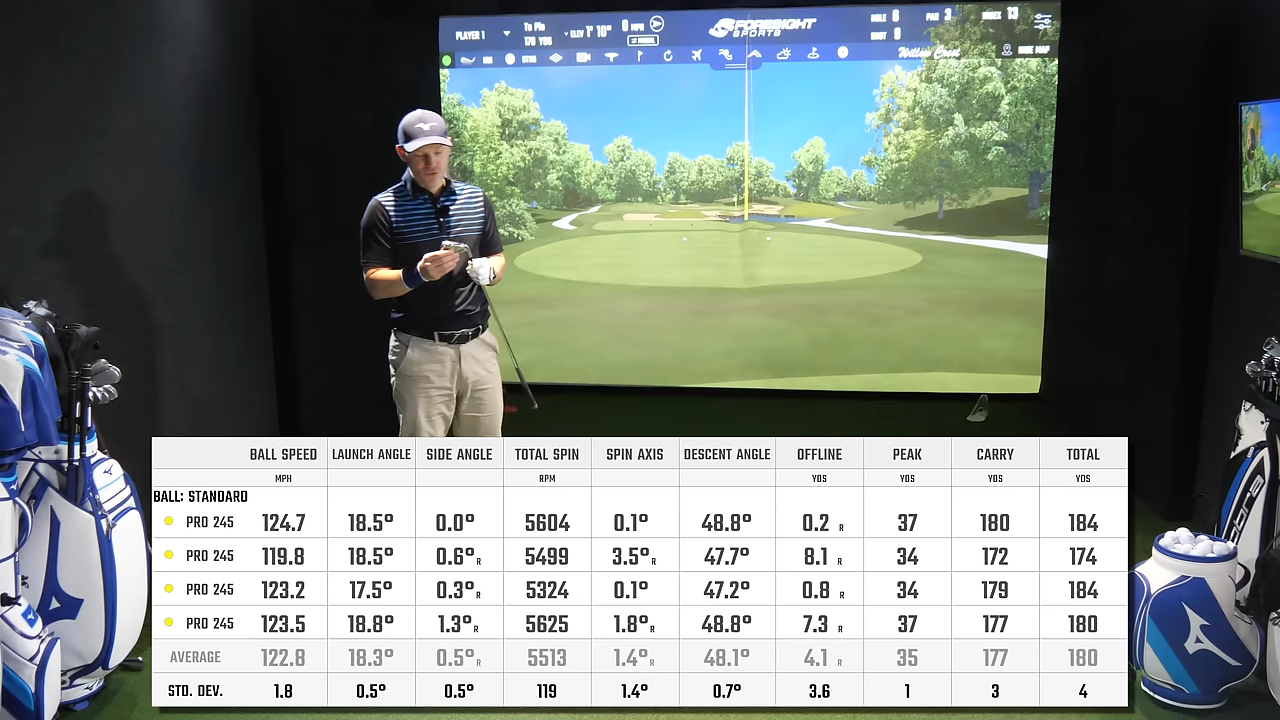 PLAYER 1
To Pin
178 YDS
ELEV 1' 10"
0 MPH
FORESIGHT
SPORTS
HOLE 6
PAR 3
INDEX 13
SHOT 9
Willow Crest
HIDE MAP
BALL SPEED LAUNCH ANGLE SIDE ANGLE TOTAL SPIN SPIN AXIS DESCENT ANGLE OFFLINE PEAK CARRY TOTAL
MPH RPM YDS YDS YDS YDS
BALL: STANDARD
PRO 245 124.7 18.5° 0.0° 5604 0.1° 48.8° 0.2 R 37 180 184
PRO 245 119.8 18.5° 0.6° R 5499 3.5° R 47.7° 8.1 R 34 172 174
PRO 245 123.2 17.5° 0.3° R 5324 0.1° 47.2° 0.8 R 34 179 184
PRO 245 123.5 18.8° 1.3° R 5625 1.8° R 48.8° 7.3 R 37 177 180
AVERAGE 122.8 18.3° 0.5° R 5513 1.4° R 48.1° 4.1 R 35 177 180
STD. DEV. 1.8 0.5° 0.5° 119 1.4° 0.7° 3.6 1 3 4